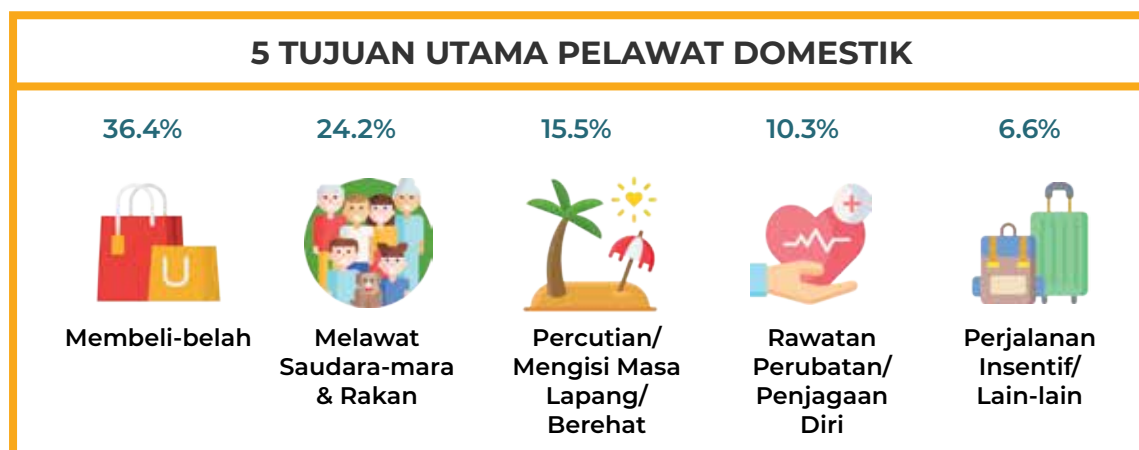 5 TUJUAN UTAMA PELAWAT DOMESTIK
36.4%
Membeli-belah
24.2%
Melawat
Saudara-mara
& Rakan
15.5%
Percutian/
Mengisi Masa
Lapang/
Berehat
10.3%
Rawatan
Perubatan/
Penjagaan
Diri
6.6%
Perjalanan
Insentif/
Lain-lain